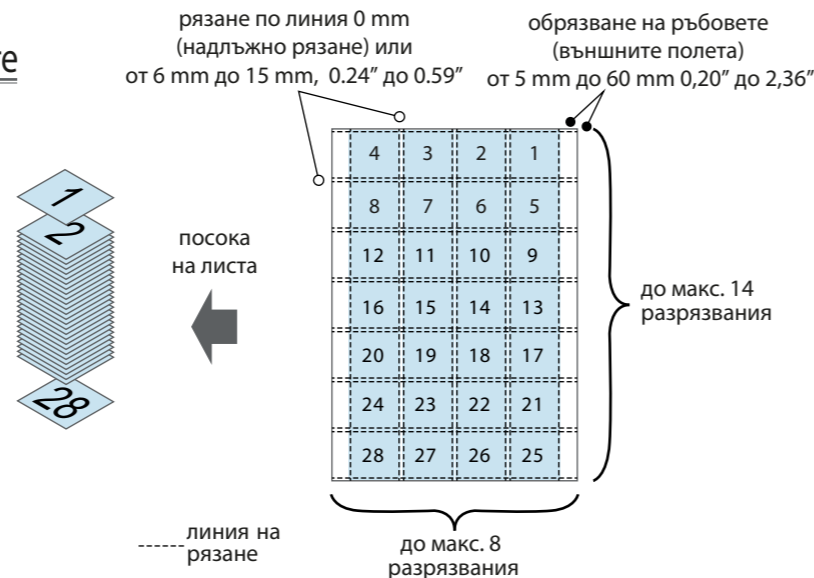 рязане по линия 0 mm
(надлъжно рязане) или
от 6 mm до 15 mm, 0.24” до 0.59”
обрязване на ръбовете
(външните полета)
от 5 mm до 60 mm 0,20” до 2,36”
1
2
28
посока
на листа
4 3 2 1
8 7 6 5
12 11 10 9
16 15 14 13
20 19 18 17
24 23 22 21
28 27 26 25
до макс. 14
разрязвания
линия на
рязане
до макс. 8
разрязвания